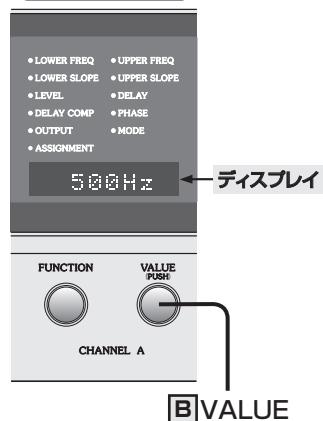 • LOWER FREQ • UPPER FREQ
• LOWER SLOPE • UPPER SLOPE
• LEVEL • DELAY
• DELAY COMP • PHASE
• OUTPUT • MODE
• ASSIGNMENT
500Hz ディスプレイ
FUNCTION VALUE
(PUSH)
CHANNEL A
B VALUE